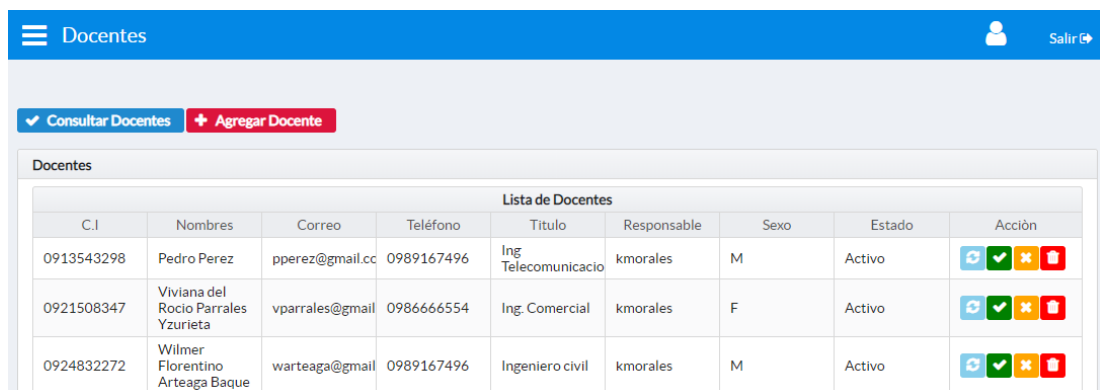 Docentes
Salir
Consultar Docentes
Agregar Docente
Docentes
Lista de Docentes
C.I Nombres Correo Teléfono Titulo Responsable Sexo Estado Acciòn
0913543298 Pedro Perez pperez@gmail.cc 0989167496 Ing Telecomunicacio kmorales M Activo
0921508347 Viviana del Rocio Parrales Yzurieta vparrales@gmail 0986666554 Ing. Comercial kmorales F Activo
0924832272 Wilmer Florentino Arteaga Baque warteaga@gmail 0989167496 Ingeniero civil kmorales M Activo